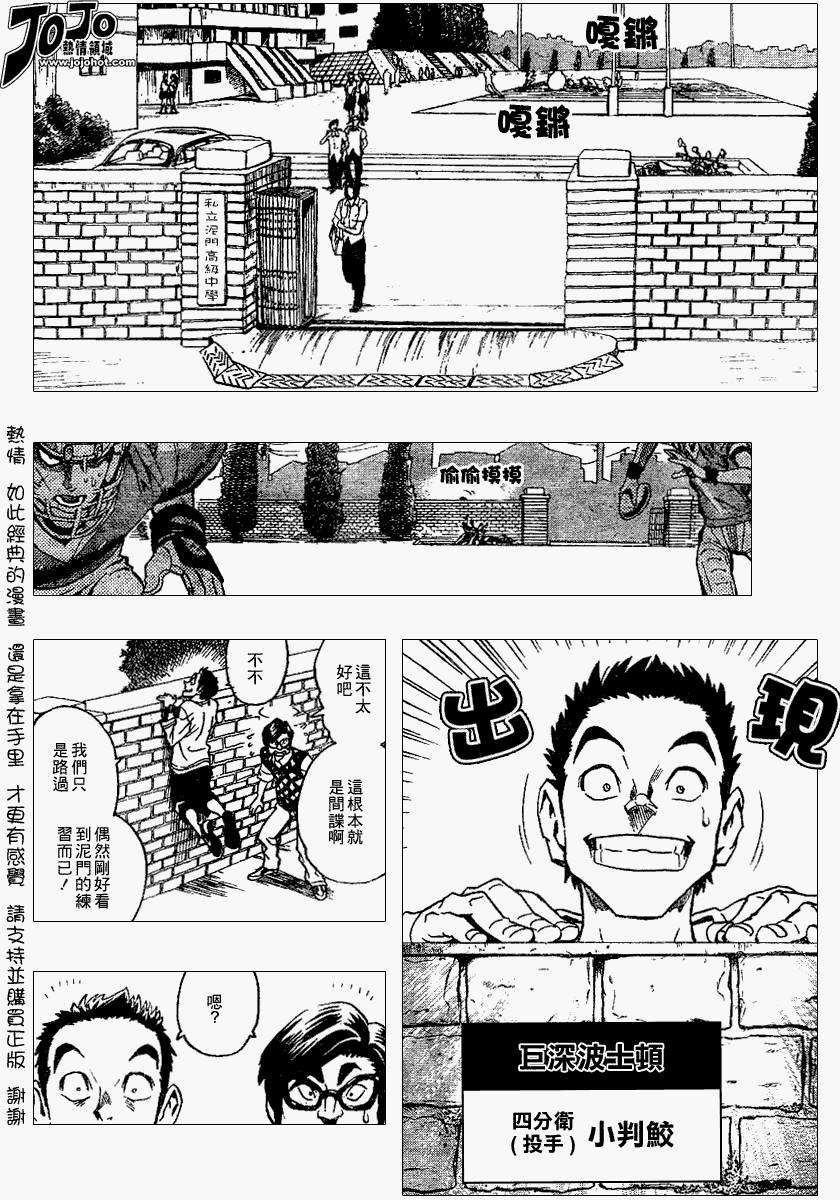 JOJO
熱情領域
www.jojohot.com
嘎鏘
嘎鏘
私立泥門高級中學
偷偷摸摸
出現
巨深波士頓
四分衛
(投手)
小判鮫
這不太
好吧
這根本就
是間諜啊
不
不
我們只
是路過
偶然剛好看
到泥門的練
習而已！
嗯？
熱情 如此經典的漫畫 還是拿在手里 才更有感覺 請支持並購買正版 謝謝